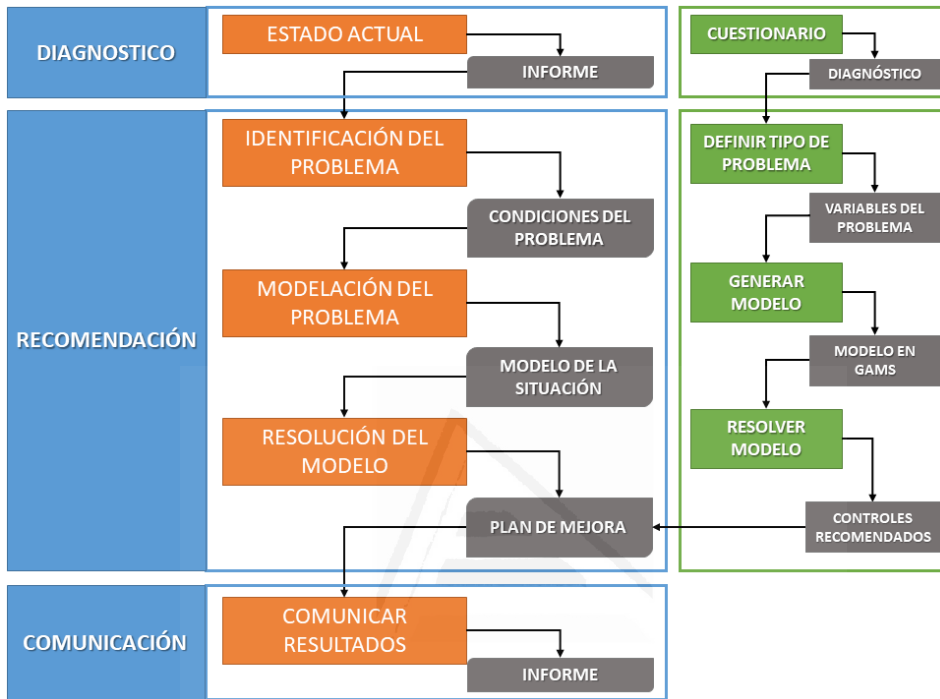 DIAGNOSTICO
ESTADO ACTUAL
INFORME
CUESTIONARIO
DIAGNÓSTICO
RECOMENDACIÓN
IDENTIFICACIÓN DEL
PROBLEMA
CONDICIONES DEL
PROBLEMA
MODELACIÓN DEL
PROBLEMA
MODELO DE LA
SITUACIÓN
RESOLUCIÓN DEL
MODELO
PLAN DE MEJORA
DEFINIR TIPO DE
PROBLEMA
VARIABLES DEL
PROBLEMA
GENERAR
MODELO
MODELO EN
GAMS
RESOLVER
MODELO
CONTROLES
RECOMENDADOS
COMUNICACIÓN
COMUNICAR
RESULTADOS
INFORME